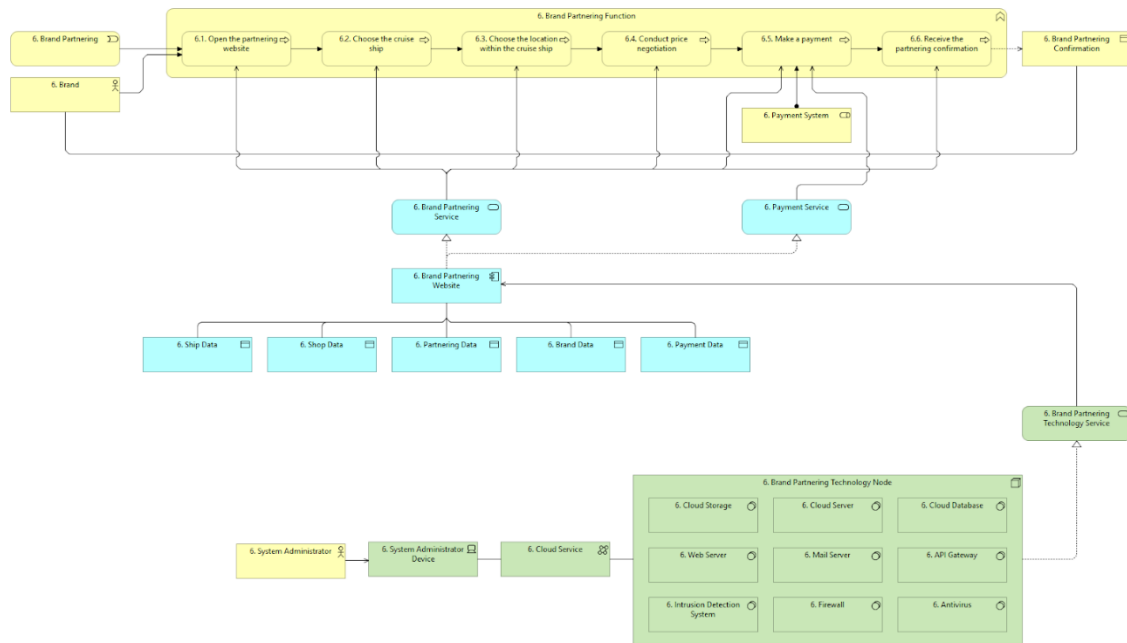 6. Brand Partnering Function
6. Brand Partnering
6.1. Open the partnering
website
6.2. Choose the cruise
ship
6.3. Choose the location
within the cruise ship
6.4. Conduct price
negotiation
6.5. Make a payment
6.6. Receive the
partnering confirmation
6. Brand Partnering
Confirmation
6. Brand
6. Payment System
6. Brand Partnering
Service
6. Payment Service
6. Brand Partnering
Website
6. Ship Data
6. Shop Data
6. Partnering Data
6. Brand Data
6. Payment Data
6. Brand Partnering
Technology Service
6. Brand Partnering Technology Node
6. Cloud Storage
6. Cloud Server
6. Cloud Database
6. System Administrator
6. System Administrator
Device
6. Cloud Service
6. Web Server
6. Mail Server
6. API Gateway
6. Intrusion Detection
System
6. Firewall
6. Antivirus